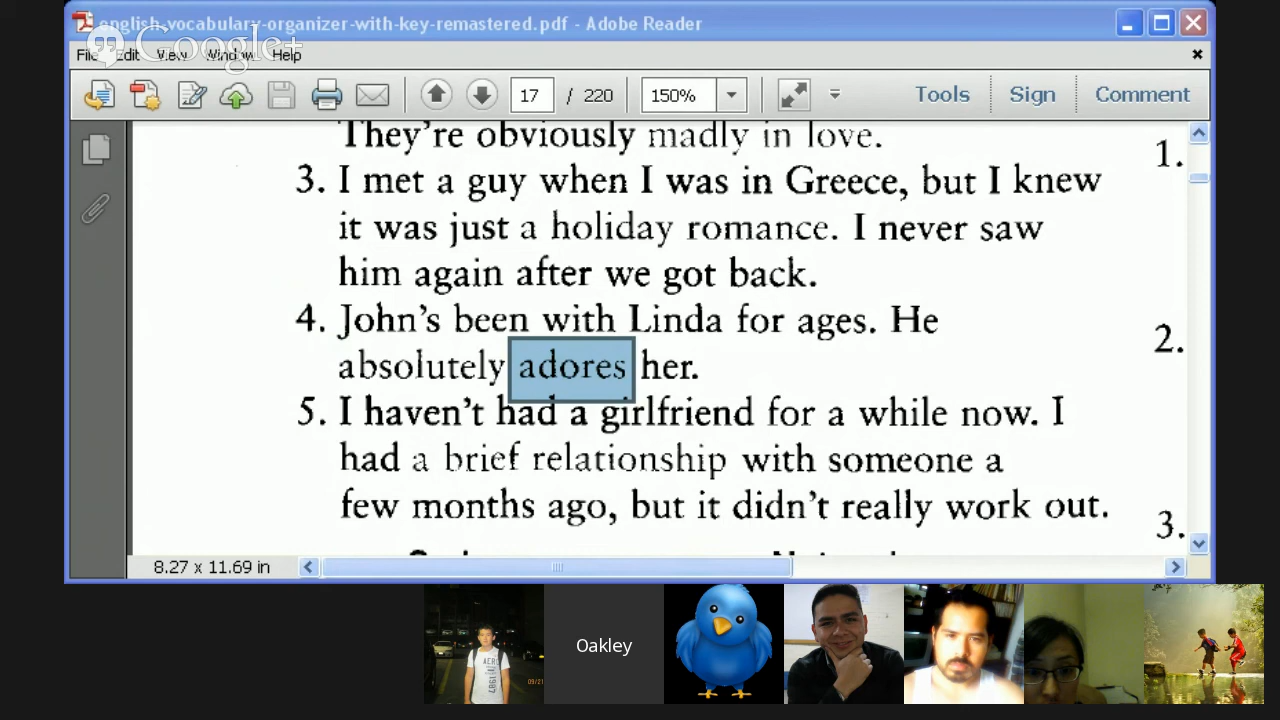 english-vocabulary-organizer-with-key-remastered.pdf - Adobe Reader
Google+
File Edit View Window Help
17 / 220 150% Tools Sign Comment
They're obviously madly in love.
3. I met a guy when I was in Greece, but I knew
it was just a holiday romance. I never saw
him again after we got back.
4. John's been with Linda for ages. He
absolutely adores her.
5. I haven't had a girlfriend for a while now. I
had a brief relationship with someone a
few months ago, but it didn't really work out.
1.
2.
3.
8.27 x 11.69 in
Oakley
AERO